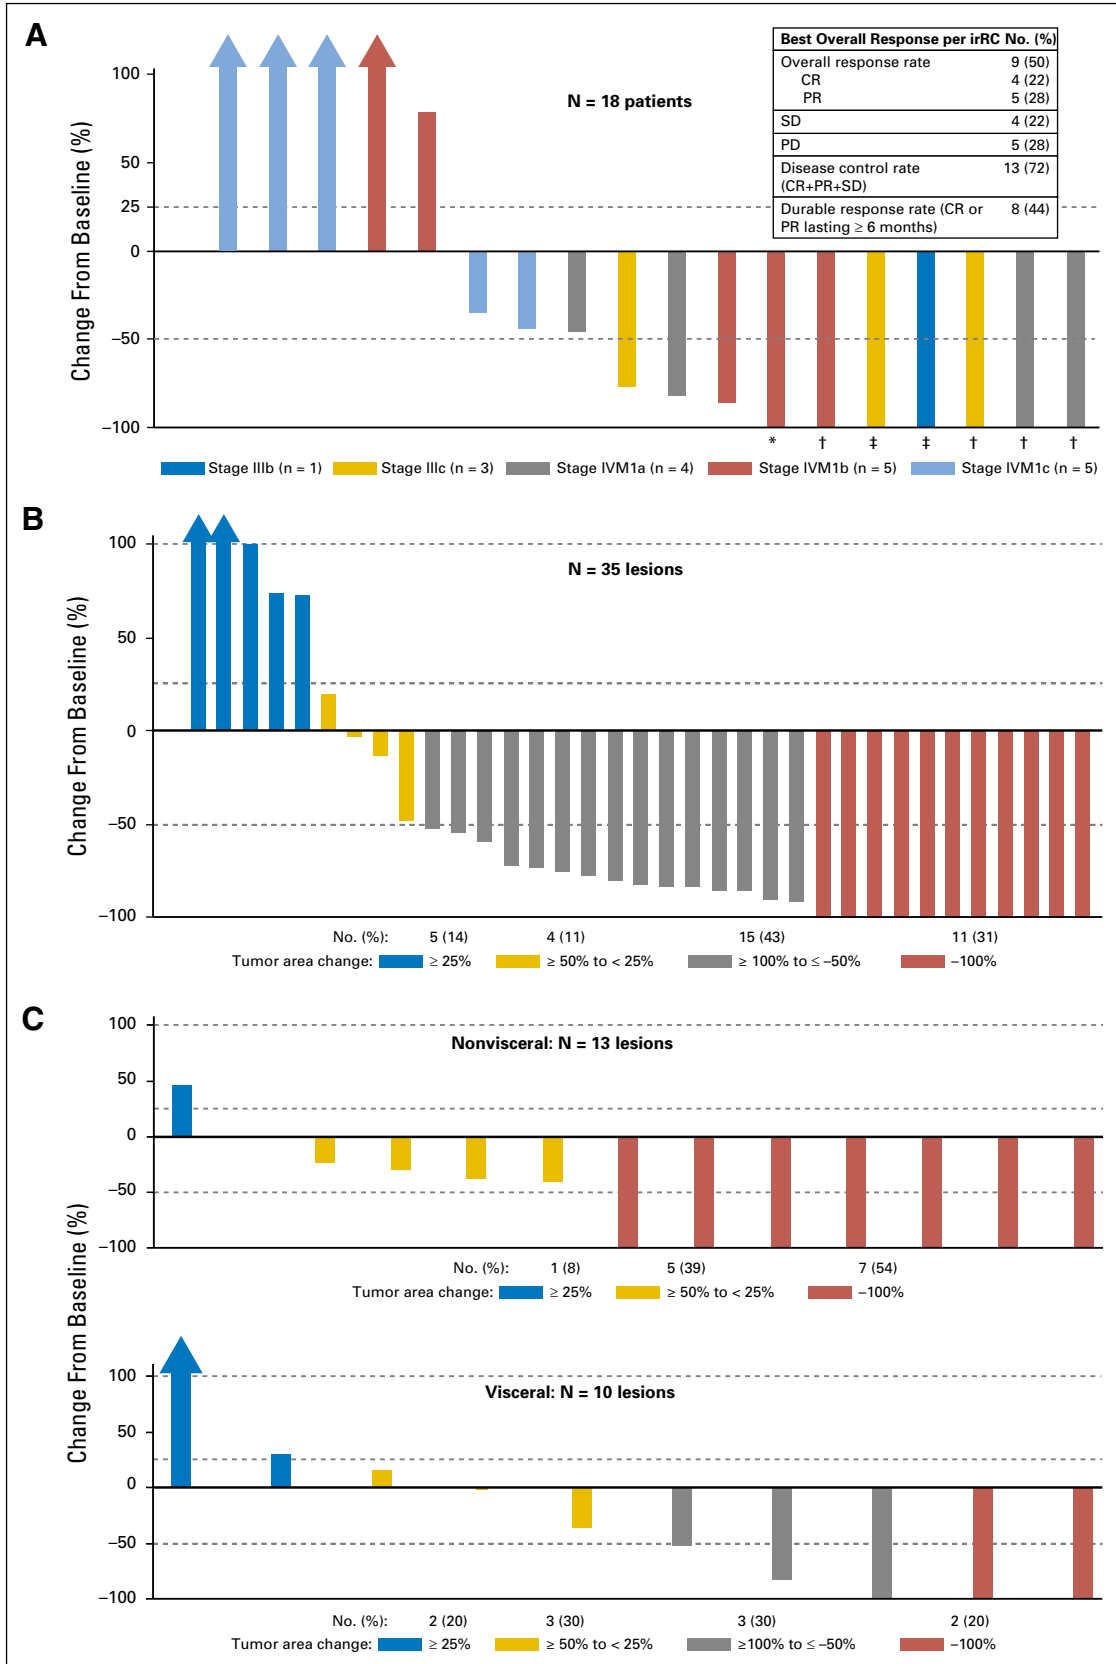 A
Best Overall Response per irRC No. (%)
Overall response rate 9 (50)
CR 4 (22)
PR 5 (28)
SD 4 (22)
PD 5 (28)
Disease control rate 13 (72)
(CR+PR+SD)
Durable response rate (CR or 8 (44)
PR lasting ≥ 6 months)
N = 18 patients
Change From Baseline (%)
100
50
25
0
−50
−100
* † ‡ ‡ † † †
Stage IIIb (n = 1) Stage IIIc (n = 3) Stage IVM1a (n = 4) Stage IVM1b (n = 5) Stage IVM1c (n = 5)
B
N = 35 lesions
Change From Baseline (%)
100
50
0
−50
−100
No. (%): 5 (14) 4 (11) 15 (43) 11 (31)
Tumor area change: ≥ 25% ≥ 50% to < 25% ≥ 100% to ≤ −50% −100%
C
Nonvisceral: N = 13 lesions
Change From Baseline (%)
100
50
0
−50
−100
No. (%): 1 (8) 5 (39) 7 (54)
Tumor area change: ≥ 25% ≥ 50% to < 25% −100%
Visceral: N = 10 lesions
100
50
0
−50
−100
No. (%): 2 (20) 3 (30) 3 (30) 2 (20)
Tumor area change: ≥ 25% ≥ 50% to < 25% ≥100% to ≤ −50% −100%